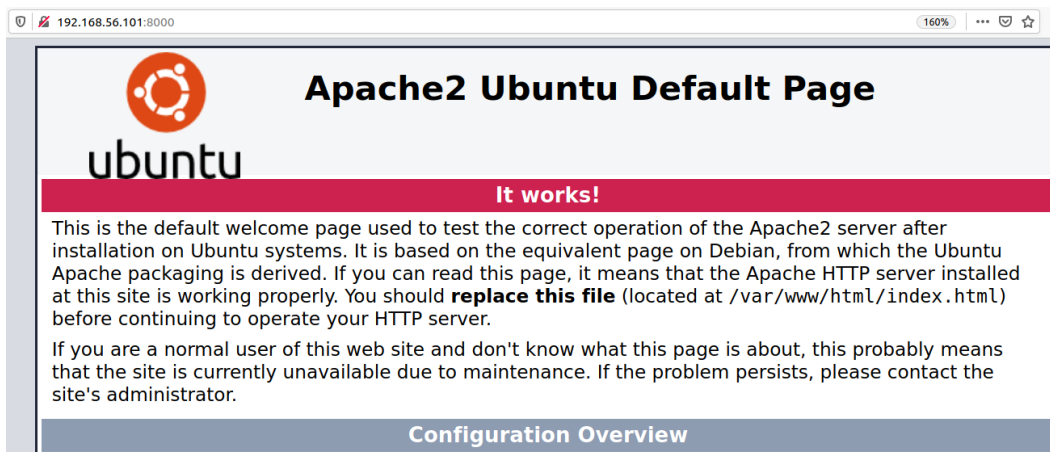 192.168.56.101:8000
160%
Apache2 Ubuntu Default Page
ubuntu
It works!
This is the default welcome page used to test the correct operation of the Apache2 server after
installation on Ubuntu systems. It is based on the equivalent page on Debian, from which the Ubuntu
Apache packaging is derived. If you can read this page, it means that the Apache HTTP server installed
at this site is working properly. You should replace this file (located at /var/www/html/index.html)
before continuing to operate your HTTP server.
If you are a normal user of this web site and don't know what this page is about, this probably means
that the site is currently unavailable due to maintenance. If the problem persists, please contact the
site's administrator.
Configuration Overview